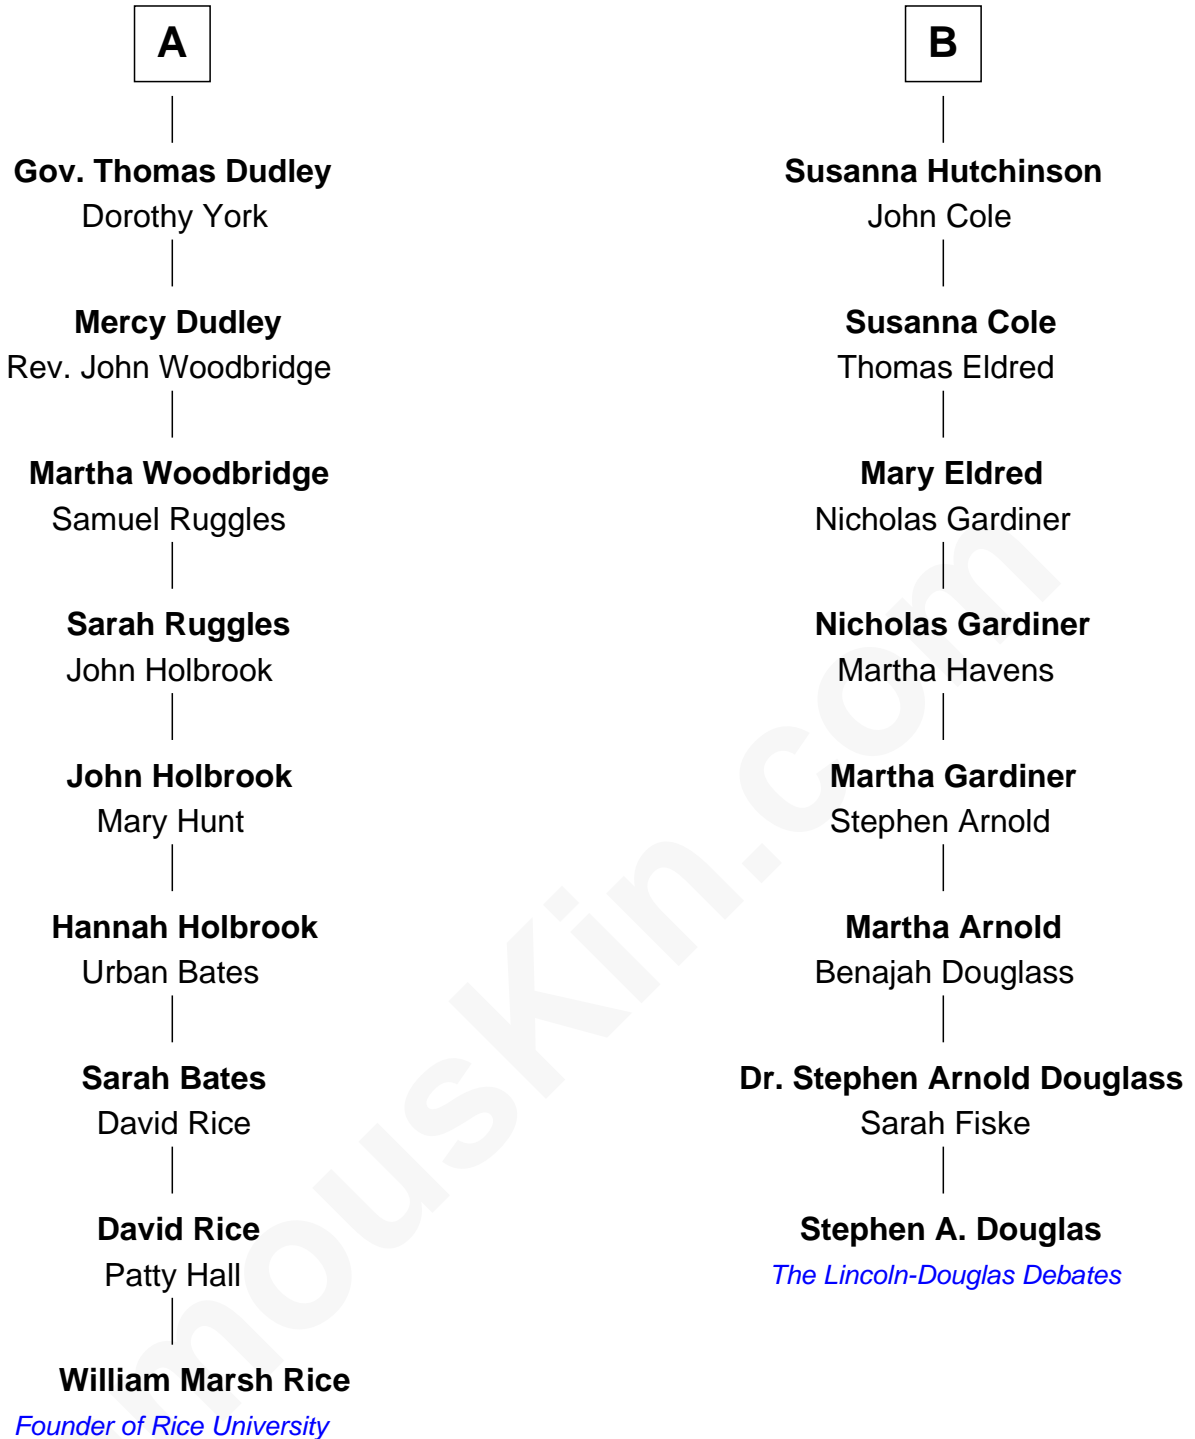 A
Gov. Thomas Dudley
Dorothy York
Mercy Dudley
Rev. John Woodbridge
Martha Woodbridge
Samuel Ruggles
Sarah Ruggles
John Holbrook
John Holbrook
Mary Hunt
Hannah Holbrook
Urban Bates
Sarah Bates
David Rice
David Rice
Patty Hall
William Marsh Rice
Founder of Rice University
B
Susanna Hutchinson
John Cole
Susanna Cole
Thomas Eldred
Mary Eldred
Nicholas Gardiner
Nicholas Gardiner
Martha Havens
Martha Gardiner
Stephen Arnold
Martha Arnold
Benajah Douglass
Dr. Stephen Arnold Douglass
Sarah Fiske
Stephen A. Douglas
The Lincoln-Douglas Debates
mousKin.com